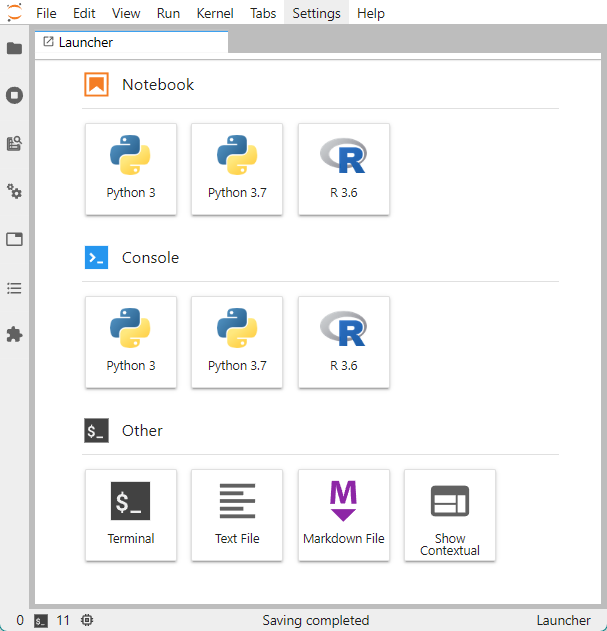 File Edit View Run Kernel Tabs Settings Help
Launcher
Notebook
Python 3 Python 3.7 R 3.6
Console
Python 3 Python 3.7 R 3.6
$_ Other
$_ M
Terminal Text File Markdown File Show
Contextual
0 $_ 11 Saving completed Launcher